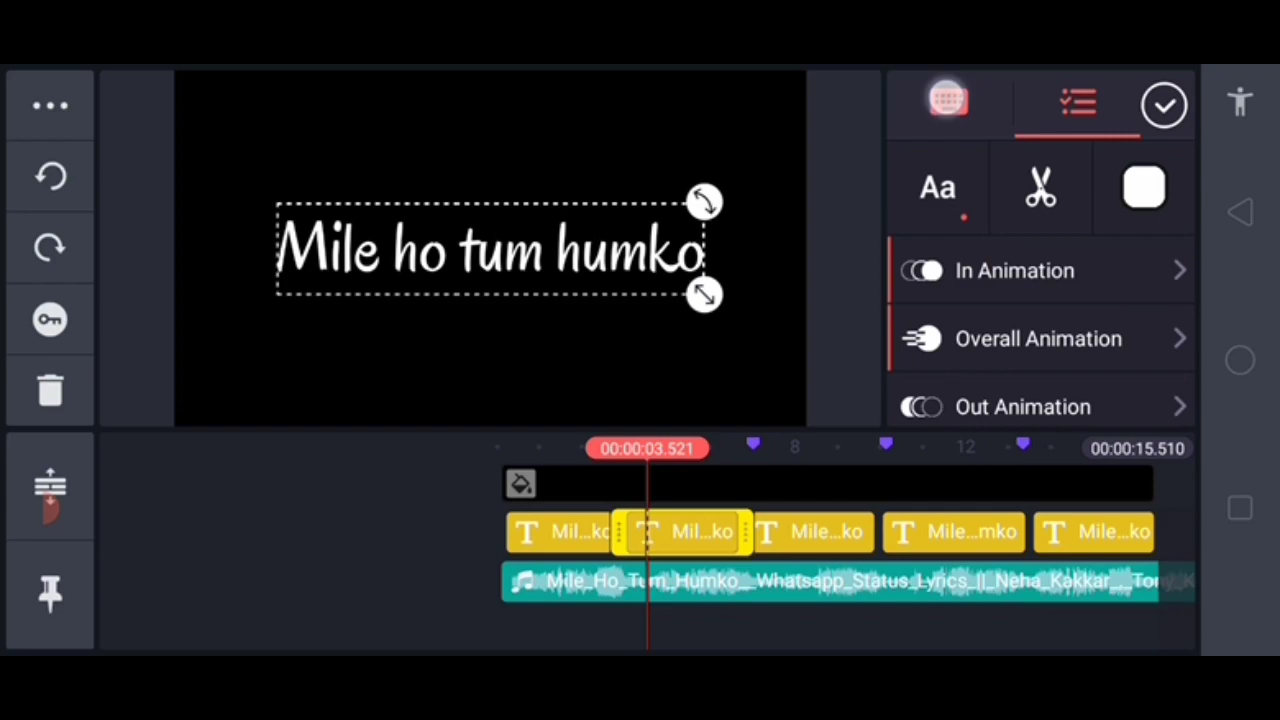 Mile ho tum humko
Aa
In Animation
Overall Animation
Out Animation
00:00:03.521
8
12
00:00:15.510
T Mil...ko
T Mil...ko
T Mile...ko
T Mile...mko
T Mile...ko
Mile_Ho_Tum_Humko__Whatsapp_Status_Lyrics_||_Neha_Kakkar__Tony_K